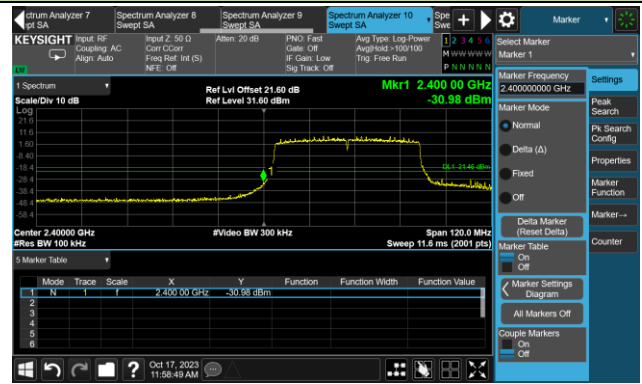 ctrum Analyzer 7
ept SA
Spectrum Analyzer 8
Swept SA
Spectrum Analyzer 9
Swept SA
Spectrum Analyzer 10
Swept SA
Spe
Swe
Marker
KEYSIGHT
Input: RF
Coupling: AC
Align: Auto
Input Z: 50 Ω
Corr CCorr
Freq Ref: Int (S)
NFE: Off
Atten: 20 dB
PNO: Fast
Gate: Off
IF Gain: Low
Sig Track: Off
Avg Type: Log-Power
Avg|Hold:>100/100
Trig: Free Run
1 2 3 4 5 6
M W W W W W
P N N N N N
Select Marker
Marker 1
1 Spectrum
Scale/Div 10 dB
Log
Ref Lvl Offset 21.60 dB
Ref Level 31.60 dBm
Mkr1 2.400 00 GHz
-30.98 dBm
21.6
11.6
1.60
-8.40
-18.4
-28.4
-38.4
-48.4
-58.4
1
DL1 -21.46 dBm
Center 2.40000 GHz
#Res BW 100 kHz
#Video BW 300 kHz
Span 120.0 MHz
Sweep 11.6 ms (2001 pts)
5 Marker Table
Mode Trace Scale X Y Function Function Width Function Value
1 N 1 f 2.400 00 GHz -30.98 dBm
2
3
4
5
6
Marker Frequency
2.400000000 GHz
Marker Mode
Normal
Delta (Δ)
Fixed
Off
Delta Marker
(Reset Delta)
Marker Table
On
Off
Marker Settings
Diagram
All Markers Off
Couple Markers
On
Off
Settings
Peak
Search
Pk Search
Config
Properties
Marker
Function
Marker→
Counter
?
Oct 17, 2023
11:58:49 AM